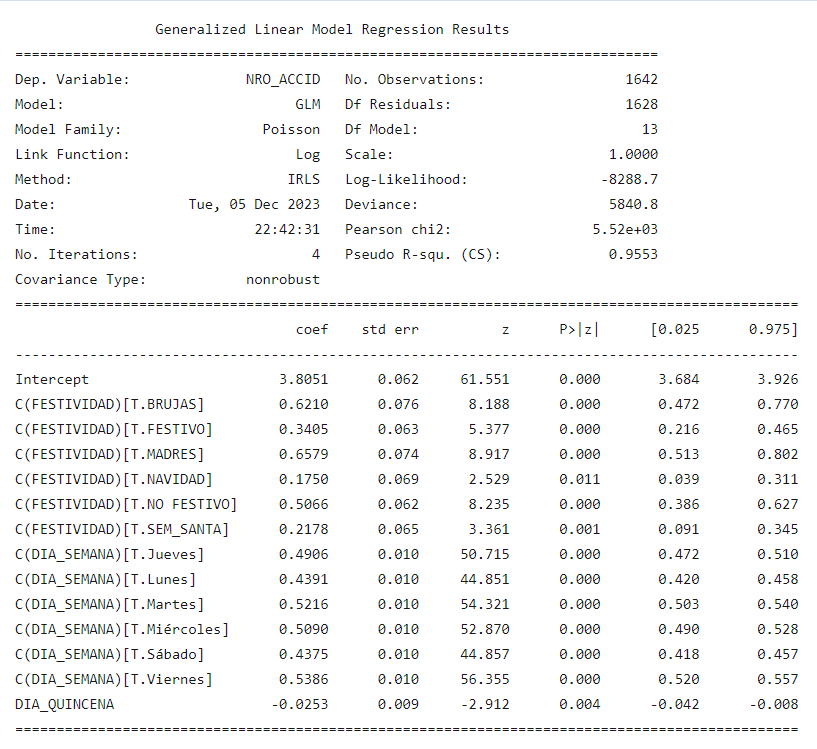 Generalized Linear Model Regression Results
==============================================================================
Dep. Variable: NRO_ACCID No. Observations: 1642
Model: GLM Df Residuals: 1628
Model Family: Poisson Df Model: 13
Link Function: Log Scale: 1.0000
Method: IRLS Log-Likelihood: -8288.7
Date: Tue, 05 Dec 2023 Deviance: 5840.8
Time: 22:42:31 Pearson chi2: 5.52e+03
No. Iterations: 4 Pseudo R-squ. (CS): 0.9553
Covariance Type: nonrobust
===============================================================================================
coef std err z P>|z| [0.025 0.975]
-----------------------------------------------------------------------------------------------
Intercept 3.8051 0.062 61.551 0.000 3.684 3.926
C(FESTIVIDAD)[T.BRUJAS] 0.6210 0.076 8.188 0.000 0.472 0.770
C(FESTIVIDAD)[T.FESTIVO] 0.3405 0.063 5.377 0.000 0.216 0.465
C(FESTIVIDAD)[T.MADRES] 0.6579 0.074 8.917 0.000 0.513 0.802
C(FESTIVIDAD)[T.NAVIDAD] 0.1750 0.069 2.529 0.011 0.039 0.311
C(FESTIVIDAD)[T.NO FESTIVO] 0.5066 0.062 8.235 0.000 0.386 0.627
C(FESTIVIDAD)[T.SEM_SANTA] 0.2178 0.065 3.361 0.001 0.091 0.345
C(DIA_SEMANA)[T.Jueves] 0.4906 0.010 50.715 0.000 0.472 0.510
C(DIA_SEMANA)[T.Lunes] 0.4391 0.010 44.851 0.000 0.420 0.458
C(DIA_SEMANA)[T.Martes] 0.5216 0.010 54.321 0.000 0.503 0.540
C(DIA_SEMANA)[T.Miércoles] 0.5090 0.010 52.870 0.000 0.490 0.528
C(DIA_SEMANA)[T.Sábado] 0.4375 0.010 44.857 0.000 0.418 0.457
C(DIA_SEMANA)[T.Viernes] 0.5386 0.010 56.355 0.000 0.520 0.557
DIA_QUINCENA -0.0253 0.009 -2.912 0.004 -0.042 -0.008
===============================================================================================